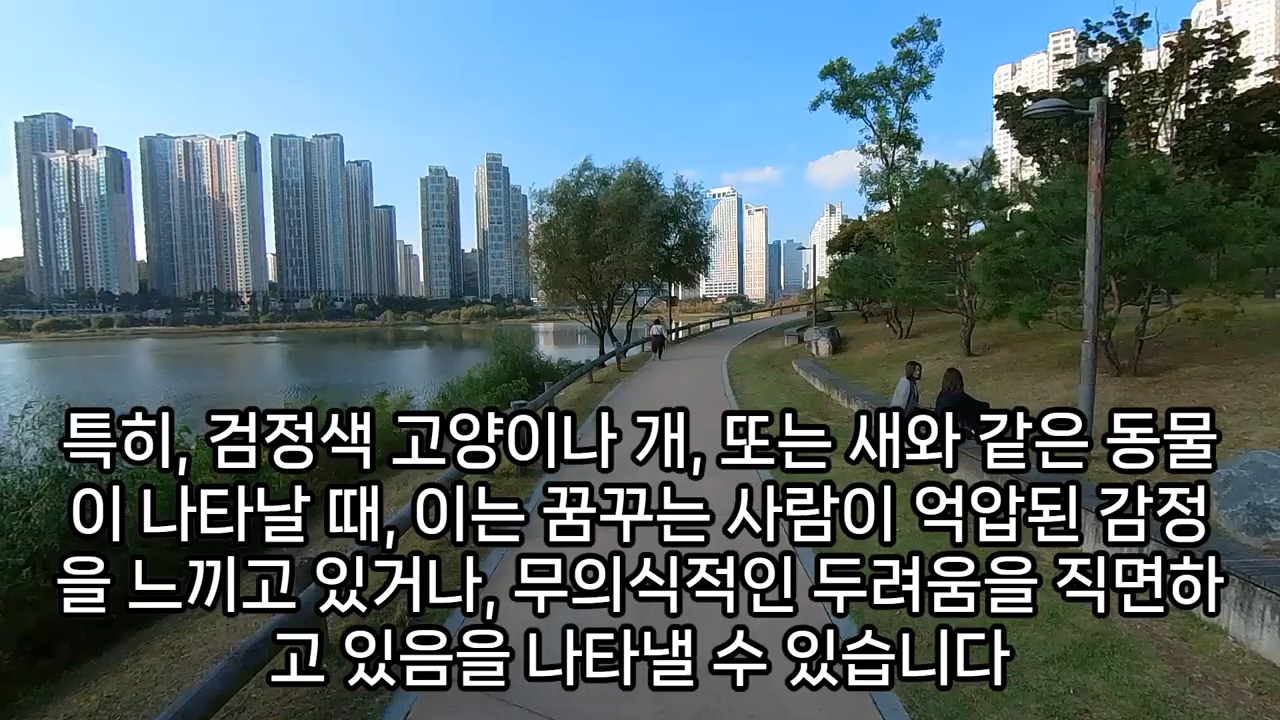 특히, 검정색 고양이나 개, 또는 새와 같은 동물
이 나타날 때, 이는 꿈꾸는 사람이 억압된 감정
을 느끼고 있거나, 무의식적인 두려움을 직면하
고 있음을 나타낼 수 있습니다